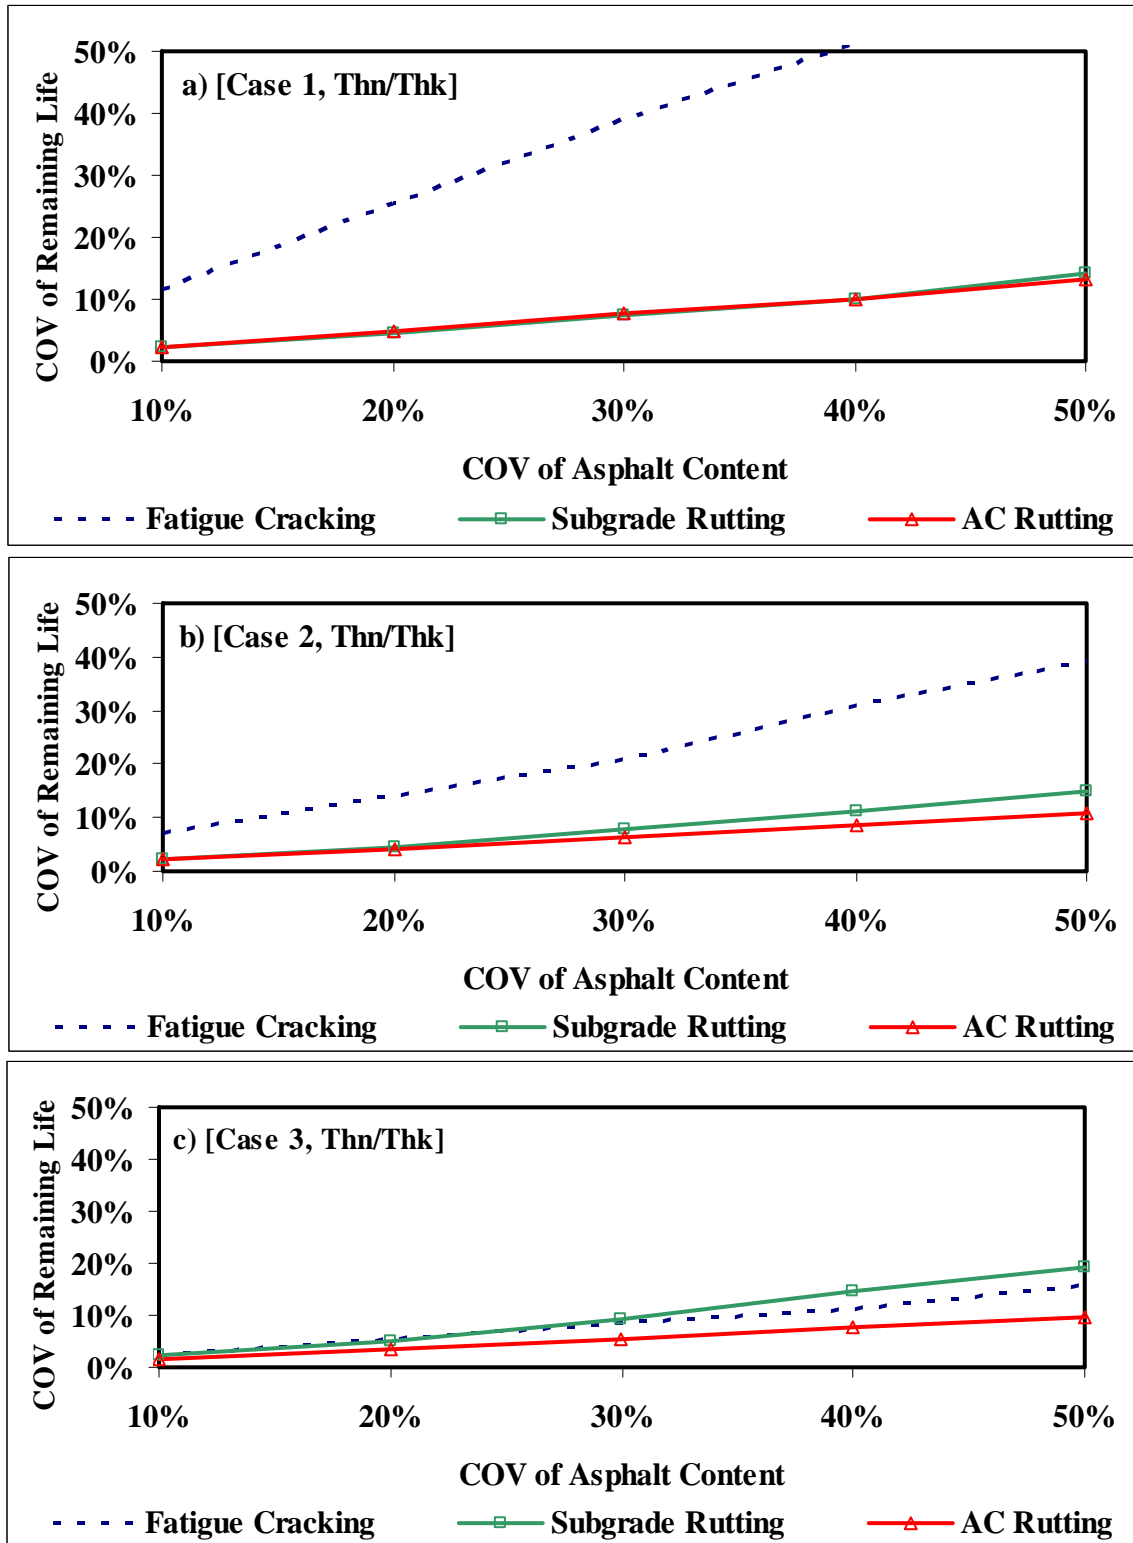 a) [Case 1, Thn/Thk]
COV of Remaining Life
50%
40%
30%
20%
10%
0%
10% 20% 30% 40% 50%
COV of Asphalt Content
Fatigue Cracking Subgrade Rutting AC Rutting
b) [Case 2, Thn/Thk]
COV of Remaining Life
50%
40%
30%
20%
10%
0%
10% 20% 30% 40% 50%
COV of Asphalt Content
Fatigue Cracking Subgrade Rutting AC Rutting
c) [Case 3, Thn/Thk]
COV of Remaining Life
50%
40%
30%
20%
10%
0%
10% 20% 30% 40% 50%
COV of Asphalt Content
Fatigue Cracking Subgrade Rutting AC Rutting